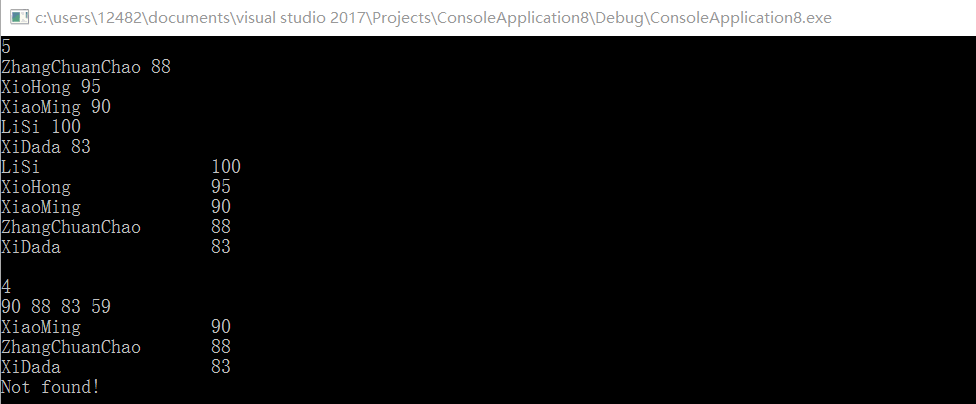 c:\users\12482\documents\visual studio 2017\Projects\ConsoleApplication8\Debug\ConsoleApplication8.exe
5
ZhangChuanChao 88
XioHong 95
XiaoMing 90
LiSi 100
XiDada 83
LiSi 100
XioHong 95
XiaoMing 90
ZhangChuanChao 88
XiDada 83
4
90 88 83 59
XiaoMing 90
ZhangChuanChao 88
XiDada 83
Not found!